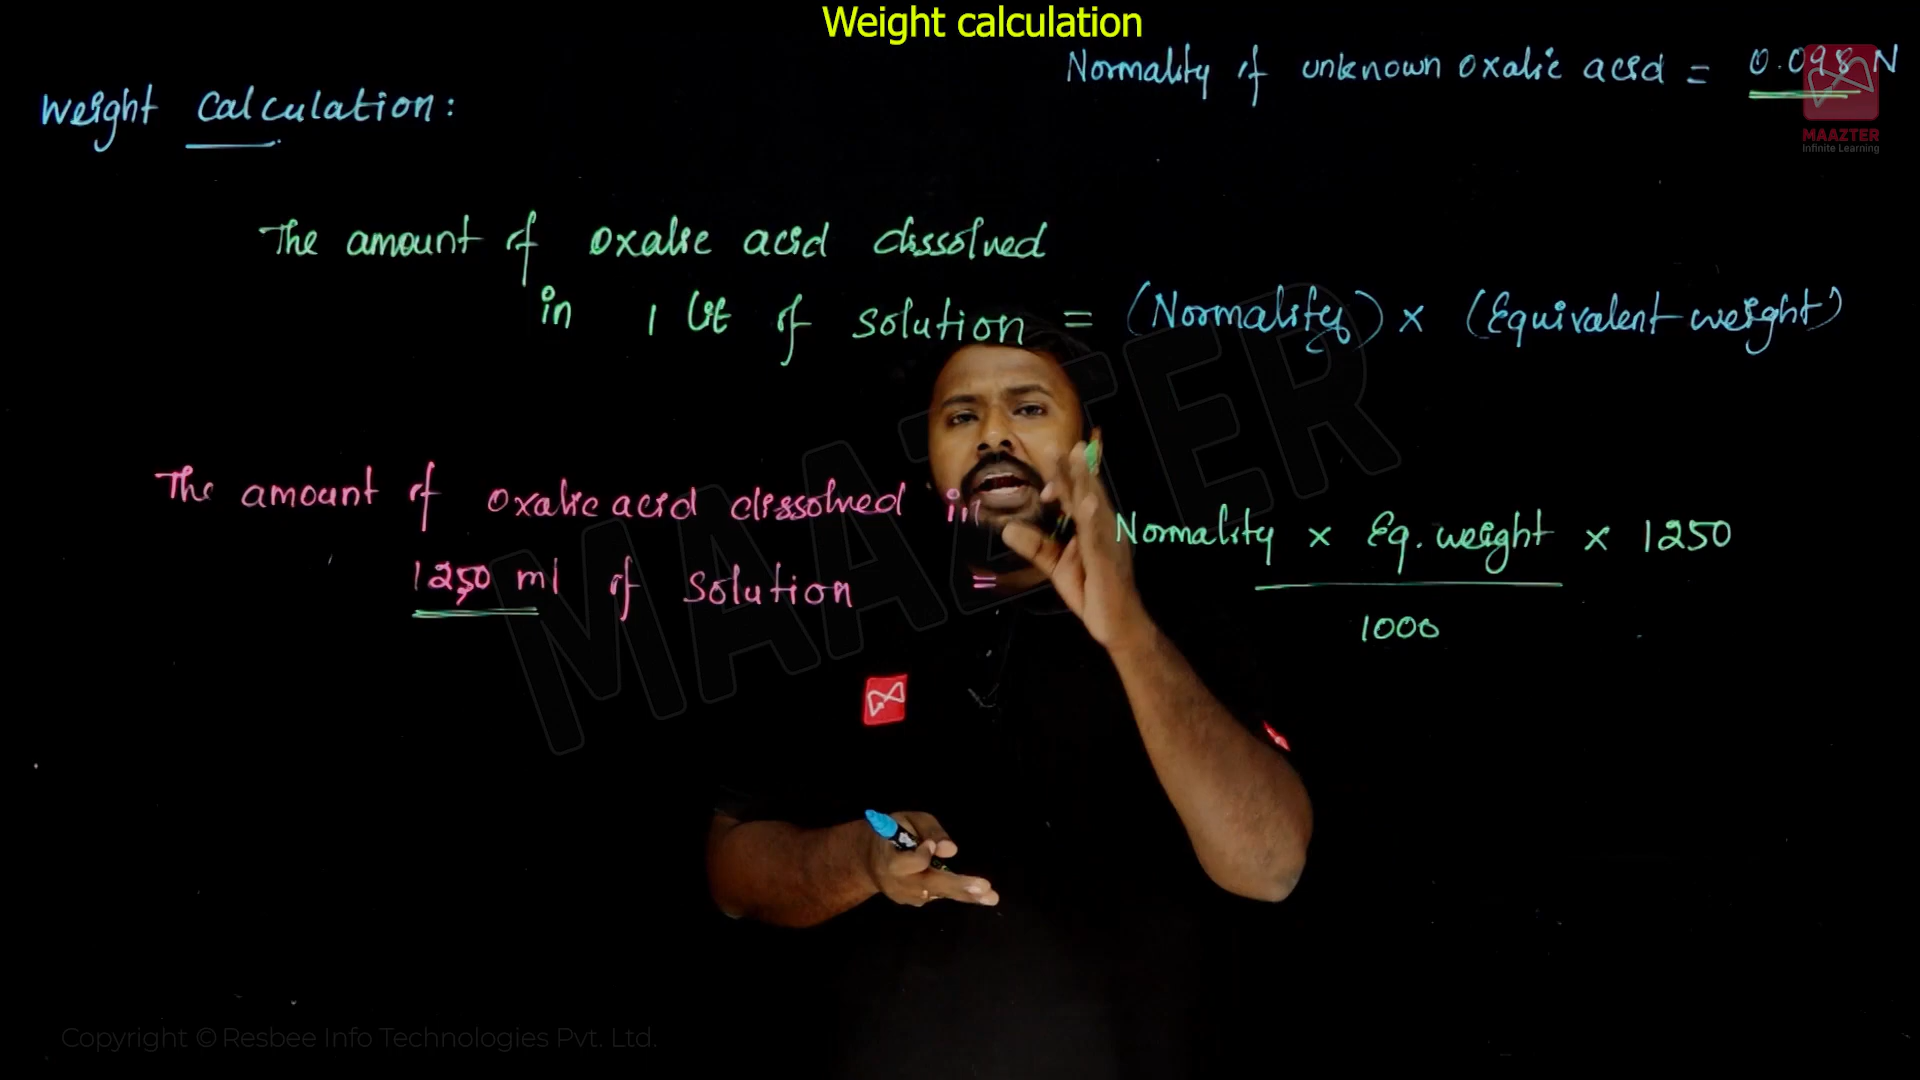 Weight calculation
Normality of unknown oxalic acid = 0.098 N
Weight Calculation:
MAAZTER
Infinite Learning
The amount of oxalic acid dissolved
in 1 lit of solution = (Normality) x (Equivalent weight)
The amount of oxalic acid dissolved in
1250 ml of solution =
Normality x Eq. weight x 1250
1000
MAAZTER
Copyright © Resbee Info Technologies Pvt. Ltd.